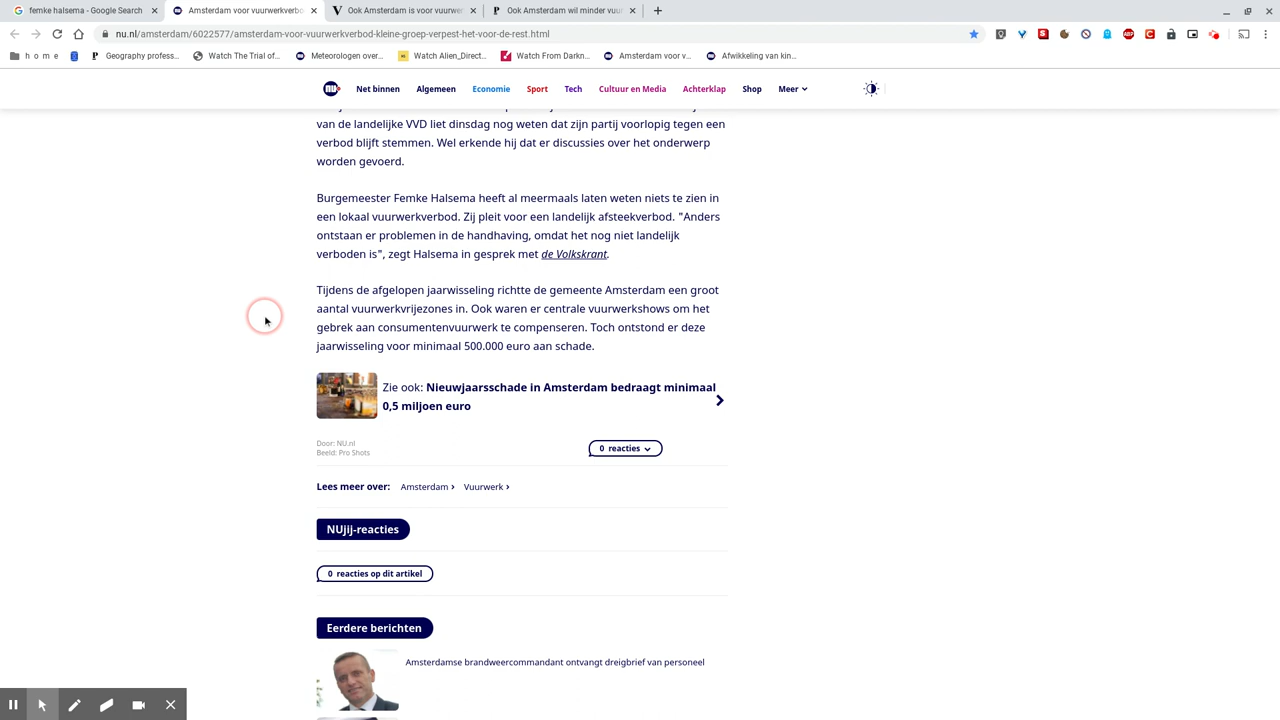 femke halsema - Google Search
Amsterdam voor vuurwerkverbo
Ook Amsterdam is voor vuurwer
Ook Amsterdam wil minder vuu
nu.nl/amsterdam/6022577/amsterdam-voor-vuurwerkverbod-kleine-groep-verpest-het-voor-de-rest.html
h o m e
Geography profess...
Watch The Trial of...
Meteorologen over...
Watch Alien_Direct...
Watch From Darkn...
Amsterdam voor v...
Afwikkeling van kin...
NU
Net binnen
Algemeen
Economie
Sport
Tech
Cultuur en Media
Achterklap
Shop
Meer
van de landelijke VVD liet dinsdag nog weten dat zijn partij voorlopig tegen een
verbod blijft stemmen. Wel erkende hij dat er discussies over het onderwerp
worden gevoerd.
Burgemeester Femke Halsema heeft al meermaals laten weten niets te zien in
een lokaal vuurwerkverbod. Zij pleit voor een landelijk afsteekverbod. "Anders
ontstaan er problemen in de handhaving, omdat het nog niet landelijk
verboden is", zegt Halsema in gesprek met de Volkskrant.
Tijdens de afgelopen jaarwisseling richtte de gemeente Amsterdam een groot
aantal vuurwerkvrijezones in. Ook waren er centrale vuurwerkshows om het
gebrek aan consumentenvuurwerk te compenseren. Toch ontstond er deze
jaarwisseling voor minimaal 500.000 euro aan schade.
Zie ook: Nieuwjaarsschade in Amsterdam bedraagt minimaal
0,5 miljoen euro
Door: NU.nl
Beeld: Pro Shots
0 reacties
Lees meer over: Amsterdam › Vuurwerk ›
NUjij-reacties
0 reacties op dit artikel
Eerdere berichten
Amsterdamse brandweercommandant ontvangt dreigbrief van personeel